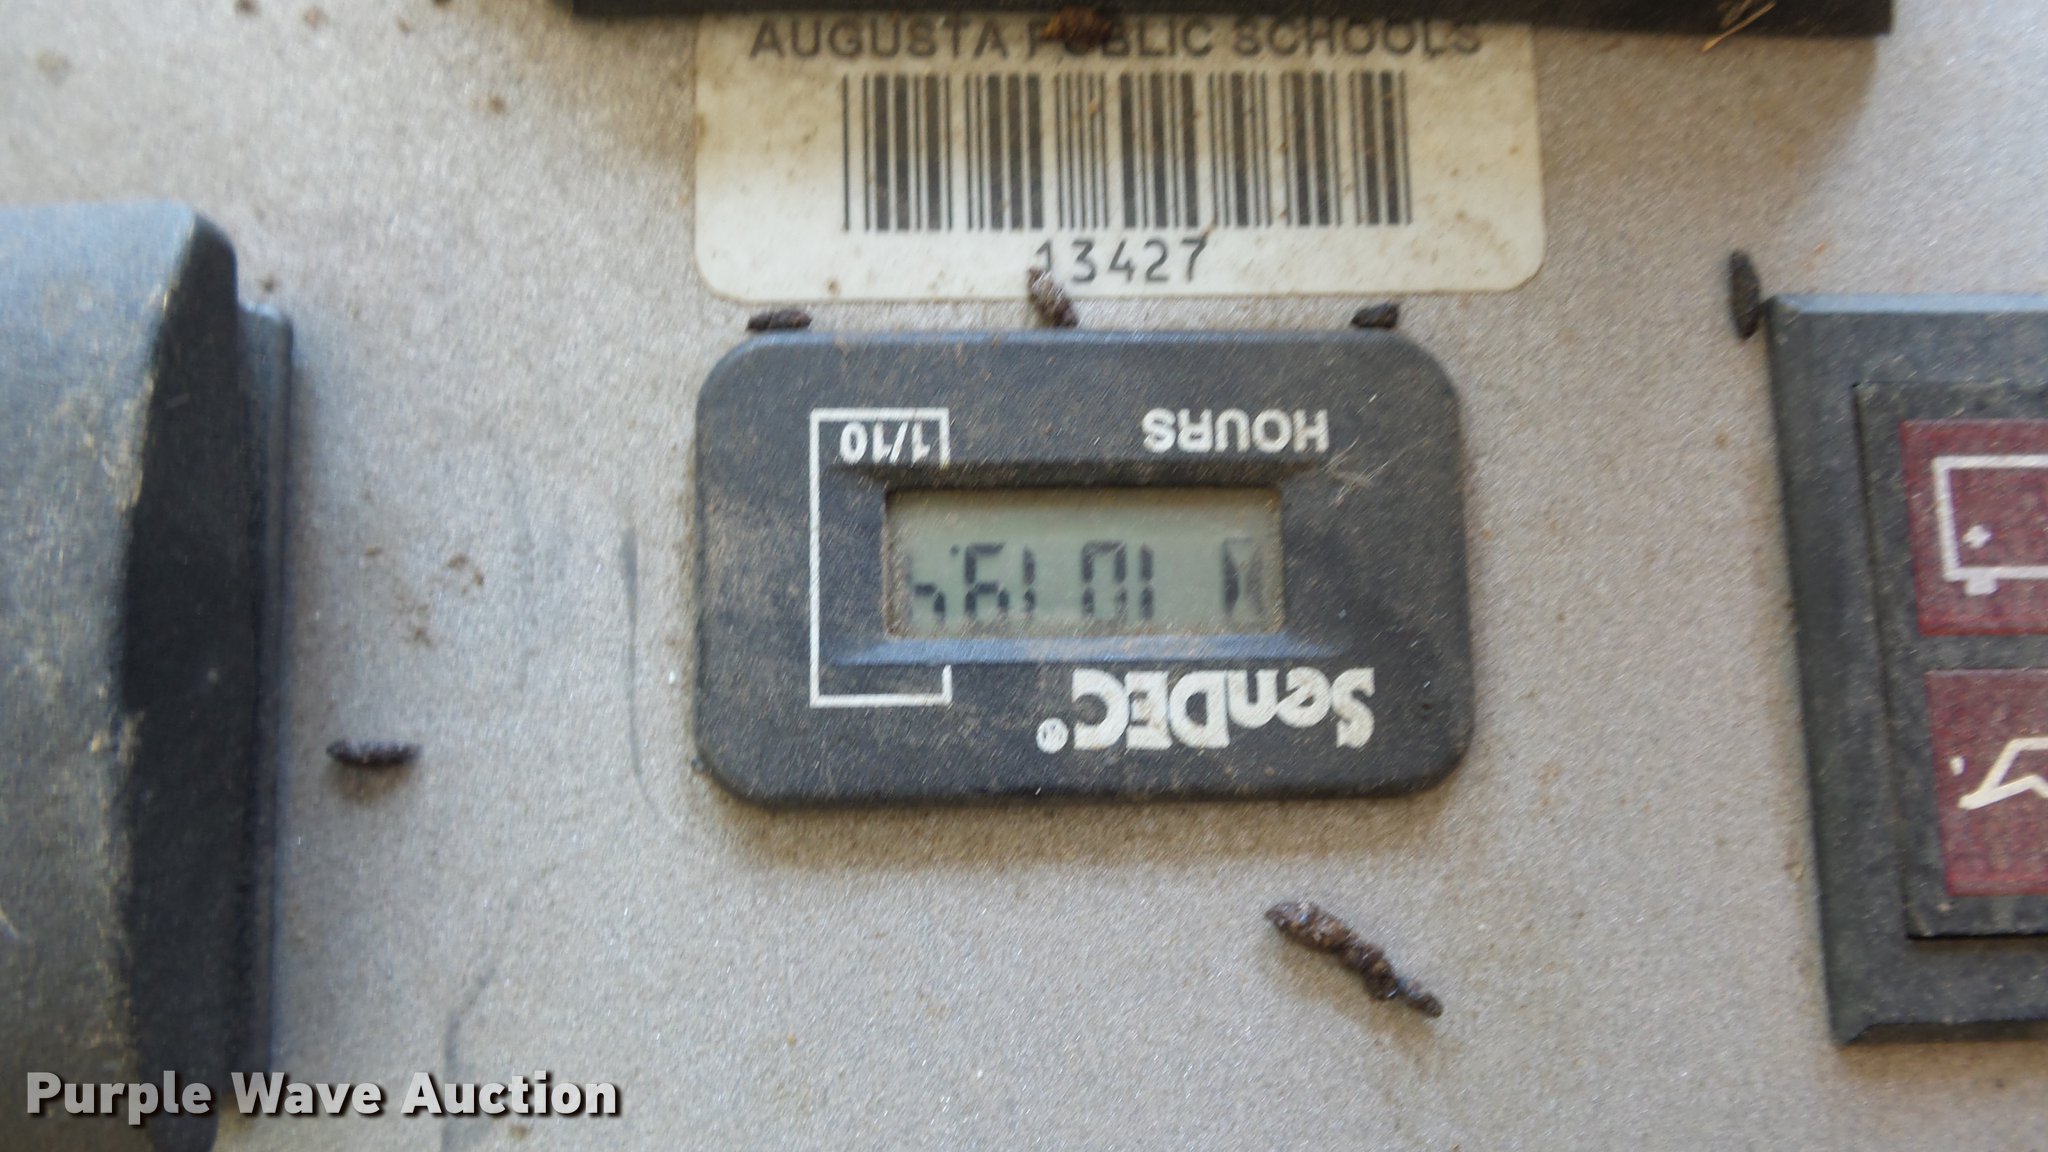 AUGUSTA PUBLIC SCHOOLS
13427
HOURS
1/10
SenDEC®
Purple Wave Auction